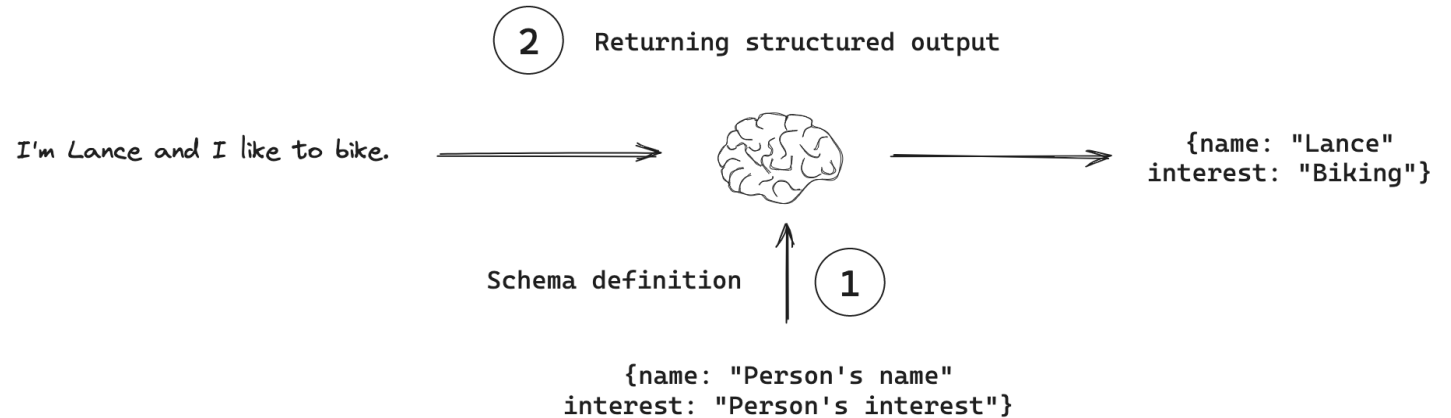 2 Returning structured output
I'm Lance and I like to bike.
{name: "Lance"
interest: "Biking"}
Schema definition 1
{name: "Person's name"
interest: "Person's interest"}